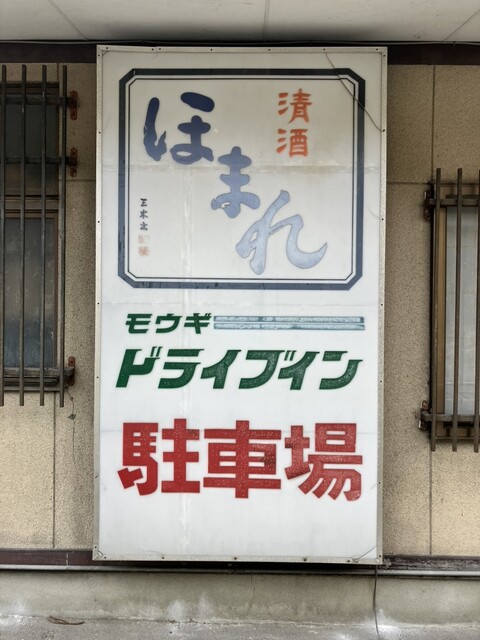 清酒
ほまれ
モウギ
ドライブイン
駐車場